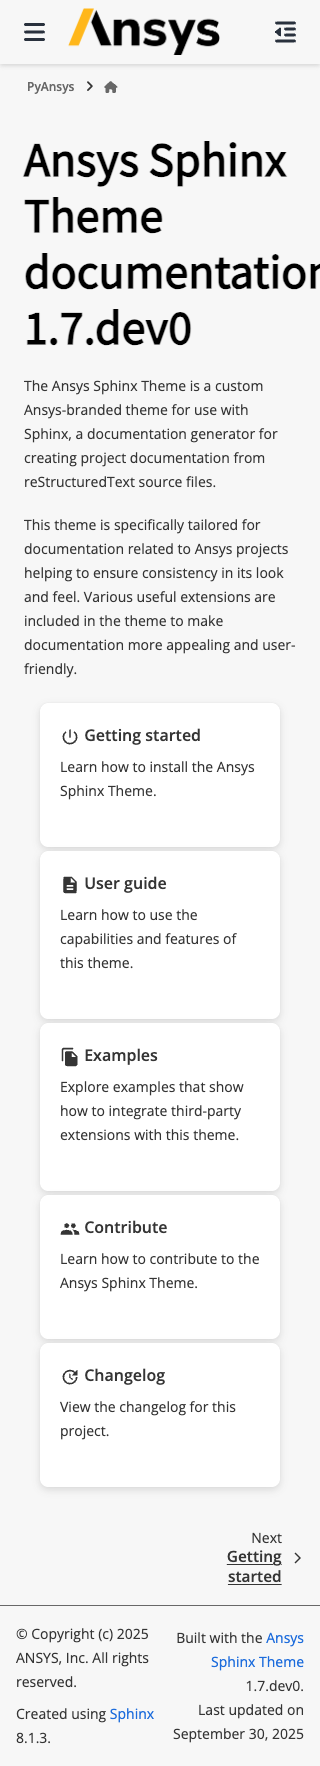 Ansys
PyAnsys
Ansys Sphinx
Theme
documentation
1.7.dev0
The Ansys Sphinx Theme is a custom
Ansys-branded theme for use with
Sphinx, a documentation generator for
creating project documentation from
reStructuredText source files.
This theme is specifically tailored for
documentation related to Ansys projects
helping to ensure consistency in its look
and feel. Various useful extensions are
included in the theme to make
documentation more appealing and user-
friendly.
Getting started
Learn how to install the Ansys
Sphinx Theme.
User guide
Learn how to use the
capabilities and features of
this theme.
Examples
Explore examples that show
how to integrate third-party
extensions with this theme.
Contribute
Learn how to contribute to the
Ansys Sphinx Theme.
Changelog
View the changelog for this
project.
Next
Getting
started
© Copyright (c) 2025
ANSYS, Inc. All rights
reserved.
Created using Sphinx
8.1.3.
Built with the Ansys
Sphinx Theme
1.7.dev0.
Last updated on
September 30, 2025